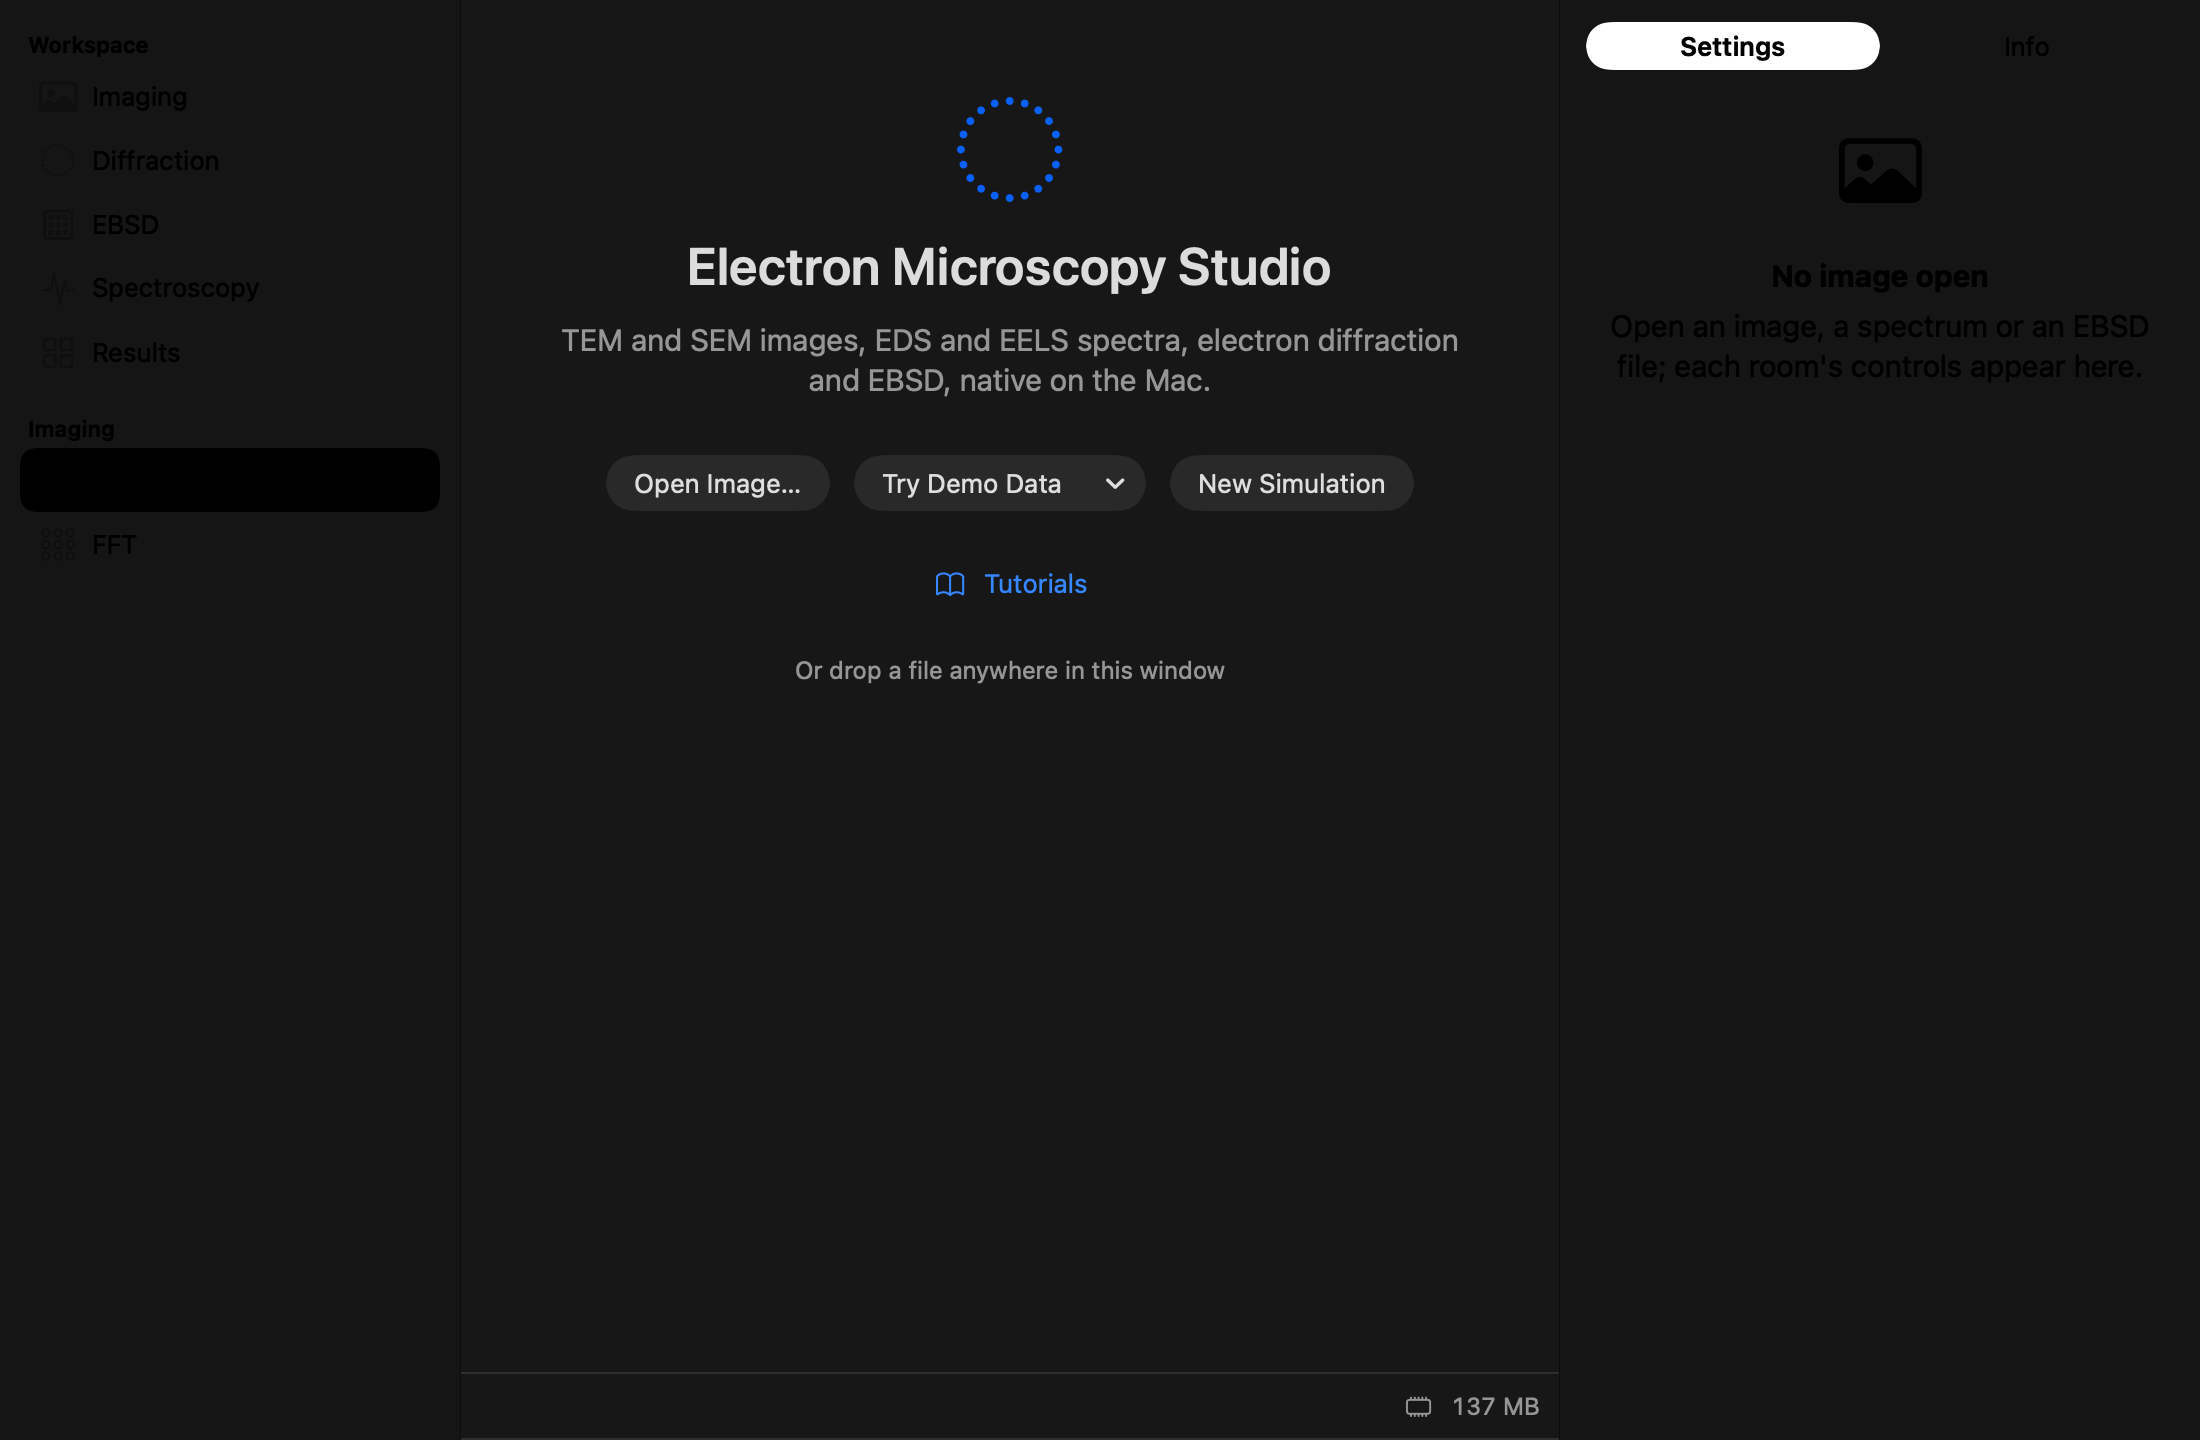 Workspace
Imaging
Diffraction
EBSD
Spectroscopy
Results
Imaging
FFT
Electron Microscopy Studio
TEM and SEM images, EDS and EELS spectra, electron diffraction
and EBSD, native on the Mac.
Open Image...
Try Demo Data
New Simulation
Tutorials
Or drop a file anywhere in this window
137 MB
Settings
Info
No image open
Open an image, a spectrum or an EBSD
file; each room's controls appear here.